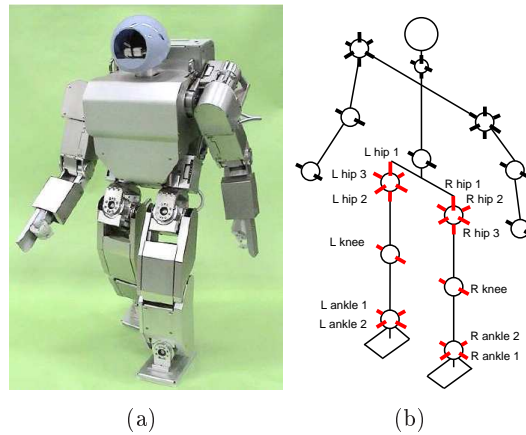 L hip 1
L hip 3
R hip 1
L hip 2
R hip 2
R hip 3
L knee
R knee
L ankle 1
L ankle 2
R ankle 2
R ankle 1
(a)
(b)